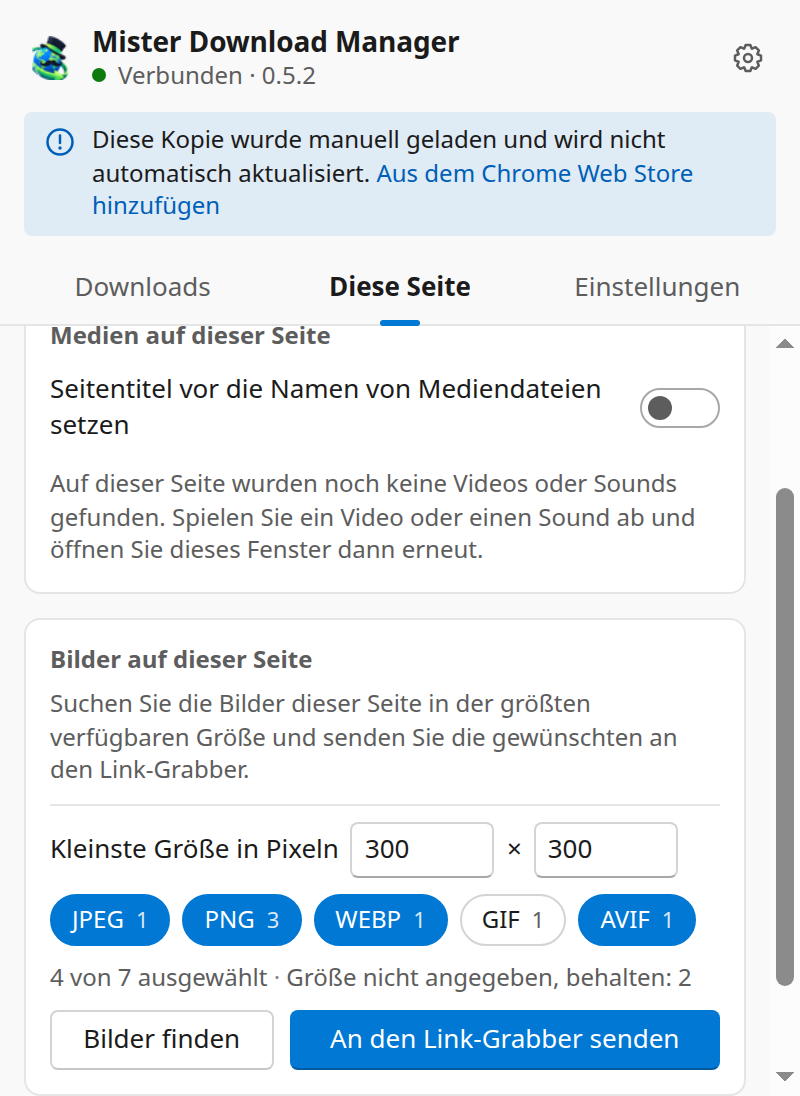 Mister Download Manager
Verbunden · 0.5.2
Diese Kopie wurde manuell geladen und wird nicht
automatisch aktualisiert. Aus dem Chrome Web Store
hinzufügen
Downloads Diese Seite Einstellungen
Medien auf dieser Seite
Seitentitel vor die Namen von Mediendateien
setzen
Auf dieser Seite wurden noch keine Videos oder Sounds
gefunden. Spielen Sie ein Video oder einen Sound ab und
öffnen Sie dieses Fenster dann erneut.
Bilder auf dieser Seite
Suchen Sie die Bilder dieser Seite in der größten
verfügbaren Größe und senden Sie die gewünschten an
den Link-Grabber.
Kleinste Größe in Pixeln 300 × 300
JPEG 1 PNG 3 WEBP 1 GIF 1 AVIF 1
4 von 7 ausgewählt · Größe nicht angegeben, behalten: 2
Bilder finden An den Link-Grabber senden